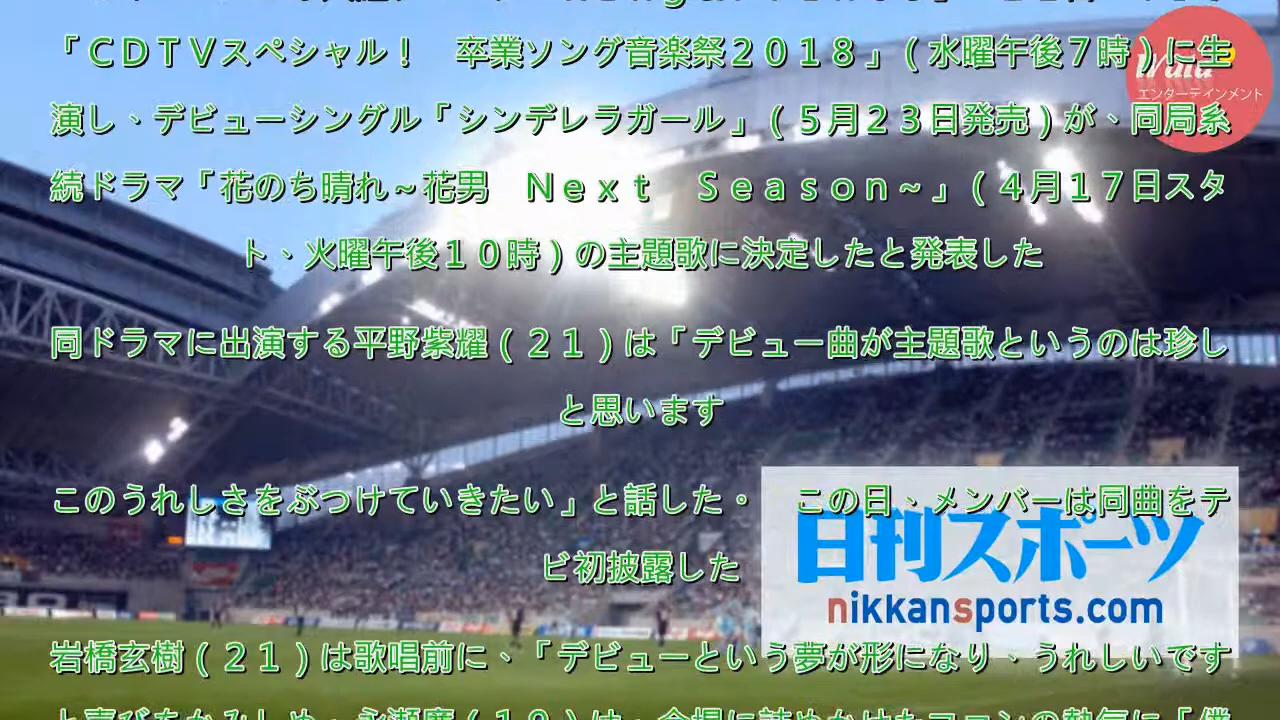 「ＣＤＴＶスペシャル！　卒業ソング音楽祭２０１８」(水曜午後７時)に生
演し、デビューシングル「シンデレラガール」(５月２３日発売)が、同局系
続ドラマ「花のち晴れ～花男　Ｎｅｘｔ　Ｓｅａｓｏｎ～」(４月１７日スタ
ト、火曜午後１０時)の主題歌に決定したと発表した
同ドラマに出演する平野紫耀(２１)は「デビュー曲が主題歌というのは珍し
と思います
このうれしさをぶつけていきたい」と話した・　この日、メンバーは同曲をテ
ビ初披露した
岩橋玄樹(２１)は歌唱前に、「デビューという夢が形になり、うれしいです
エンターテインメント
日刊スポーツ
nikkansports.com